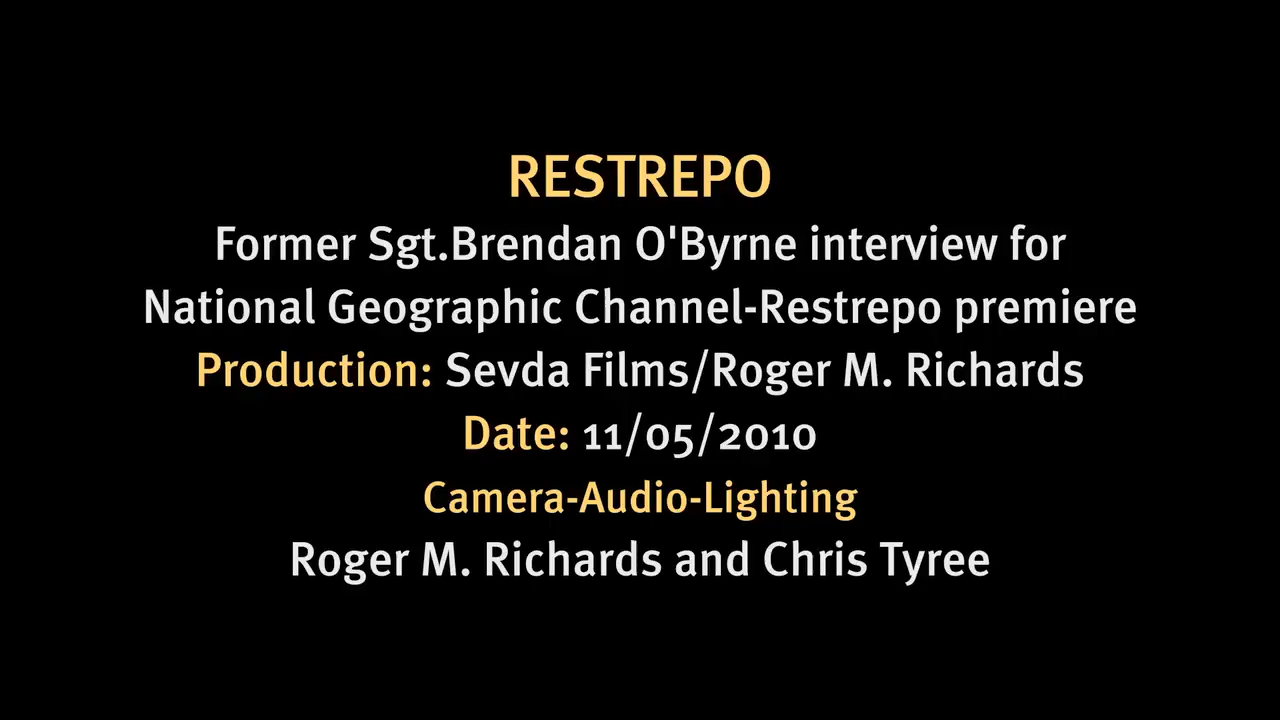 RESTREPO
Former Sgt.Brendan O'Byrne interview for
National Geographic Channel-Restrepo premiere
Production: Sevda Films/Roger M. Richards
Date: 11/05/2010
Camera-Audio-Lighting
Roger M. Richards and Chris Tyree